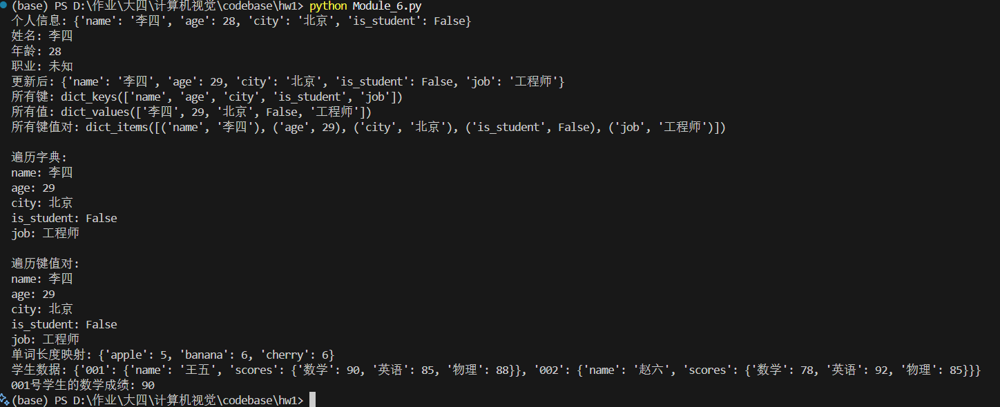 (base) PS D:\作业\大四\计算机视觉\codebase\hw1> python Module_6.py
个人信息: {'name': '李四', 'age': 28, 'city': '北京', 'is_student': False}
姓名: 李四
年龄: 28
职业: 未知
更新后: {'name': '李四', 'age': 29, 'city': '北京', 'is_student': False, 'job': '工程师'}
所有键: dict_keys(['name', 'age', 'city', 'is_student', 'job'])
所有值: dict_values(['李四', 29, '北京', False, '工程师'])
所有键值对: dict_items([('name', '李四'), ('age', 29), ('city', '北京'), ('is_student', False), ('job', '工程师')])

遍历字典:
name: 李四
age: 29
city: 北京
is_student: False
job: 工程师

遍历键值对:
name: 李四
age: 29
city: 北京
is_student: False
job: 工程师
单词长度映射: {'apple': 5, 'banana': 6, 'cherry': 6}
学生数据: {'001': {'name': '王五', 'scores': {'数学': 90, '英语': 85, '物理': 88}}, '002': {'name': '赵六', 'scores': {'数学': 78, '英语': 92, '物理': 85}}}
001号学生的数学成绩: 90
(base) PS D:\作业\大四\计算机视觉\codebase\hw1>